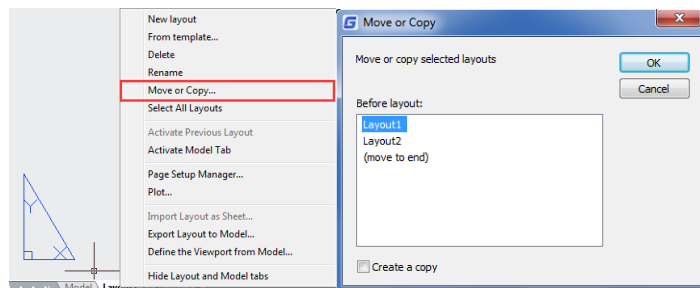 New layout
From template...
Delete
Rename
Move or Copy...
Select All Layouts
Activate Previous Layout
Activate Model Tab
Page Setup Manager...
Plot...
Import Layout as Sheet...
Export Layout to Model...
Define the Viewport from Model...
Hide Layout and Model tabs
Y
X
Model
G Move or Copy
Move or copy selected layouts
OK
Cancel
Before layout:
Layout1
Layout2
(move to end)
Create a copy